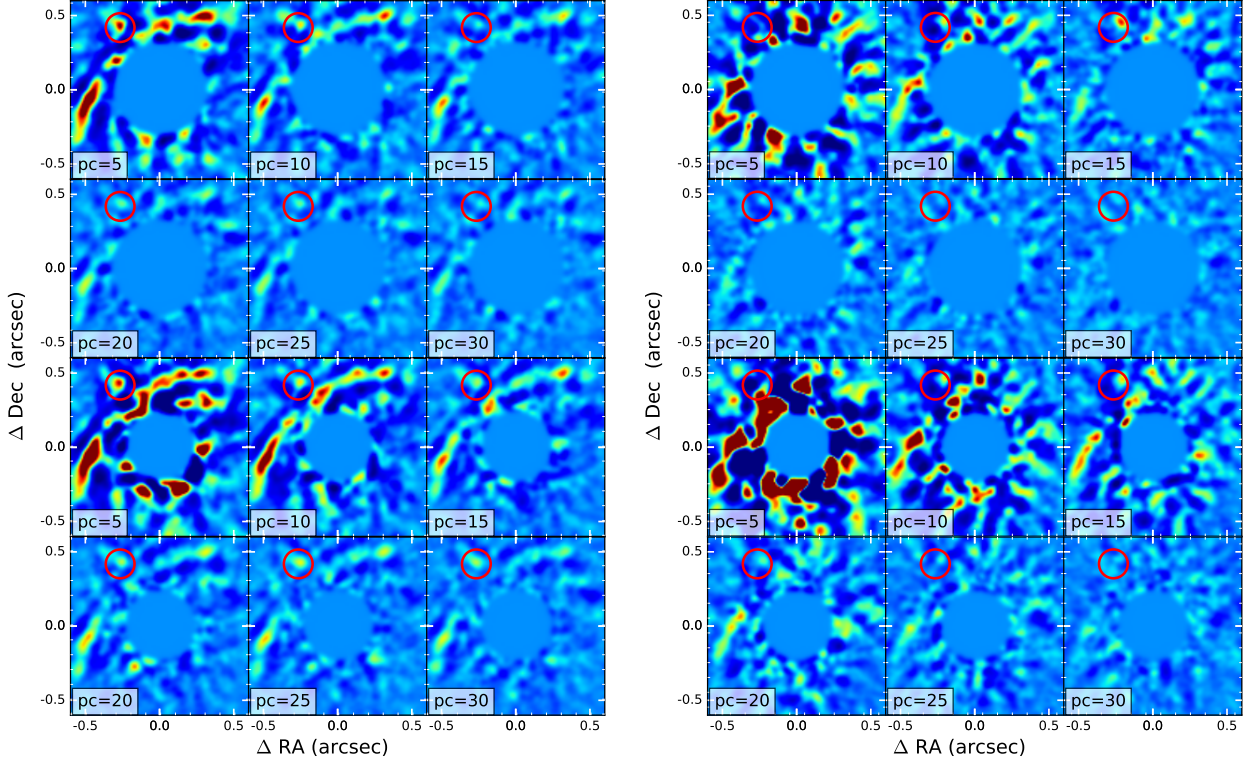 0.5 0.5
0.0 0.0
-0.5 pc=5 pc=10 pc=15 -0.5 pc=5 pc=10 pc=15
0.5 0.5
0.0 0.0
-0.5 pc=20 pc=25 pc=30 -0.5 pc=20 pc=25 pc=30
Δ Dec (arcsec) Δ Dec (arcsec)
0.5 0.5
0.0 0.0
-0.5 pc=5 pc=10 pc=15 -0.5 pc=5 pc=10 pc=15
0.5 0.5
0.0 0.0
-0.5 pc=20 pc=25 pc=30 -0.5 pc=20 pc=25 pc=30
-0.5 0.0 0.5 -0.5 0.0 0.5 -0.5 0.0 0.5 -0.5 0.0 0.5 -0.5 0.0 0.5 -0.5 0.0 0.5
Δ RA (arcsec) Δ RA (arcsec)